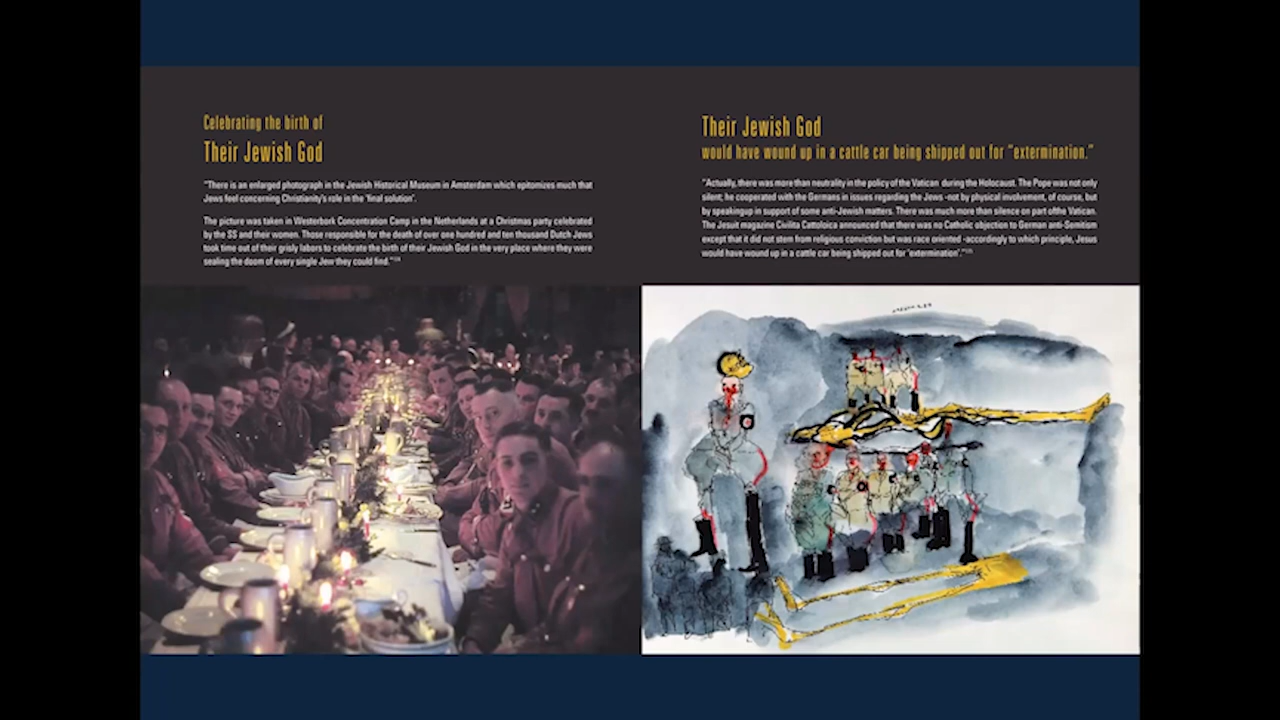 Celebrating the birth of
Their Jewish God
"There is an enlarged photograph in the Jewish Historical Museum in Amsterdam which epitomizes much that
Jews feel concerning Christianity's role in the 'final solution'.
The picture was taken in Westerbork Concentration Camp in the Netherlands at a Christmas party celebrated
by the SS and their women. Those responsible for the death of over one hundred and ten thousand Dutch Jews
took time out of their grisly labors to celebrate the birth of their Jewish God in the very place where they were
sealing the doom of every single Jew they could find."
Their Jewish God
would have wound up in a cattle car being shipped out for "extermination."
"Actually, there was more than neutrality in the policy of the Vatican during the Holocaust. The Pope was not only
silent; he cooperated with the Germans in issues regarding the Jews -not by physical involvement, of course, but
by speakingup in support of some anti-Jewish matters. There was much more than silence on part ofthe Vatican.
The Jesuit magazine Civilita Cattoloica announced that there was no Catholic objection to German anti-Semitism
except that it did not stem from religious conviction but was race oriented -accordingly to which principle, Jesus
would have wound up in a cattle car being shipped out for 'extermination'."